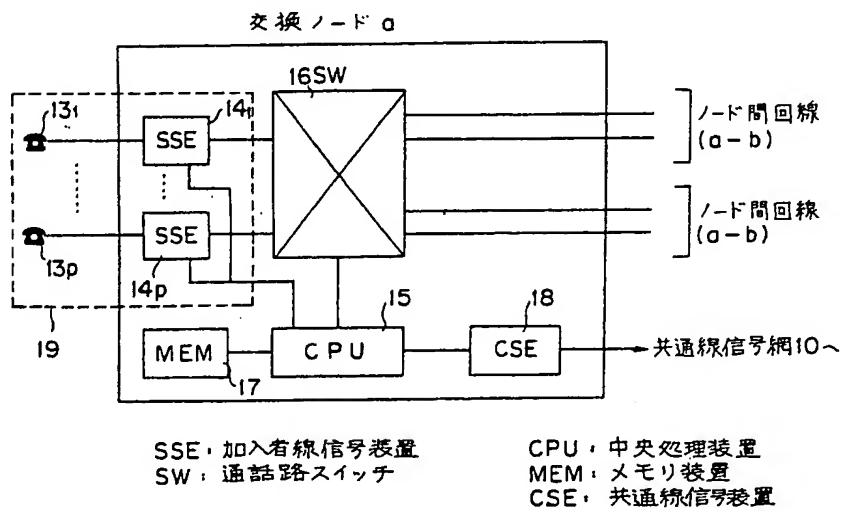 交換ノード a
16SW
13₁
14₁
SSE
ノード間回線
(a-b)
SSE
ノード間回線
(a-b)
13p
14p
15
18
19
MEM
CPU
CSE
共通線信号網10へ
17
SSE: 加入者線信号装置
CPU: 中央処理装置
SW: 通話路スイッチ
MEM: メモリ装置
CSE: 共通線信号装置